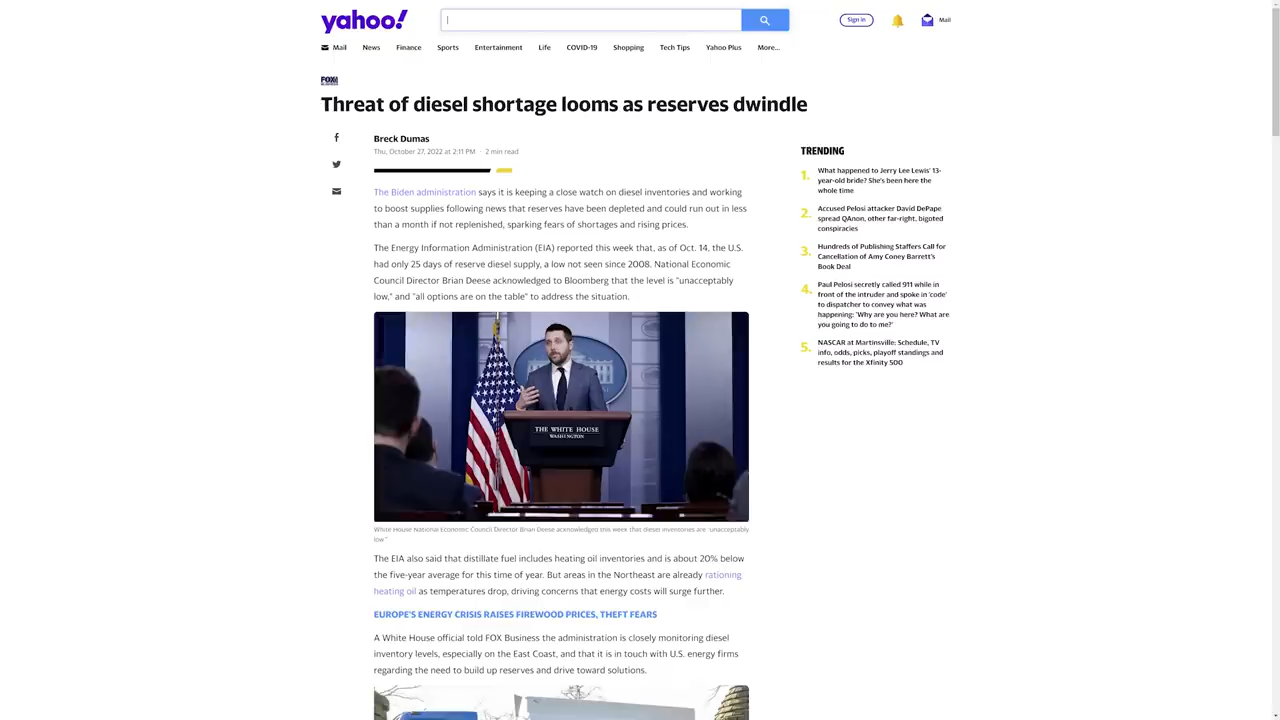 yahoo!
Sign in
Mail
Mail
News
Finance
Sports
Entertainment
Life
COVID-19
Shopping
Tech Tips
Yahoo Plus
More...
FOX
BUSINESS
Threat of diesel shortage looms as reserves dwindle
Breck Dumas
Thu, October 27, 2022 at 2:11 PM · 2 min read
The Biden administration says it is keeping a close watch on diesel inventories and working
to boost supplies following news that reserves have been depleted and could run out in less
than a month if not replenished, sparking fears of shortages and rising prices.
The Energy Information Administration (EIA) reported this week that, as of Oct. 14, the U.S.
had only 25 days of reserve diesel supply, a low not seen since 2008. National Economic
Council Director Brian Deese acknowledged to Bloomberg that the level is "unacceptably
low," and "all options are on the table" to address the situation.
THE WHITE HOUSE
WASHINGTON
White House National Economic Council Director Brian Deese acknowledged this week that diesel inventories are "unacceptably
low."
The EIA also said that distillate fuel includes heating oil inventories and is about 20% below
the five-year average for this time of year. But areas in the Northeast are already rationing
heating oil as temperatures drop, driving concerns that energy costs will surge further.
EUROPE'S ENERGY CRISIS RAISES FIREWOOD PRICES, THEFT FEARS
A White House official told FOX Business the administration is closely monitoring diesel
inventory levels, especially on the East Coast, and that it is in touch with U.S. energy firms
regarding the need to build up reserves and drive toward solutions.
TRENDING
1. What happened to Jerry Lee Lewis' 13-
year-old bride? She's been here the
whole time
2. Accused Pelosi attacker David DePape
spread QAnon, other far-right, bigoted
conspiracies
3. Hundreds of Publishing Staffers Call for
Cancellation of Amy Coney Barrett's
Book Deal
4. Paul Pelosi secretly called 911 while in
front of the intruder and spoke in 'code'
to dispatcher to convey what was
happening: 'Why are you here? What are
you going to do to me?'
5. NASCAR at Martinsville: Schedule, TV
info, odds, picks, playoff standings and
results for the Xfinity 500